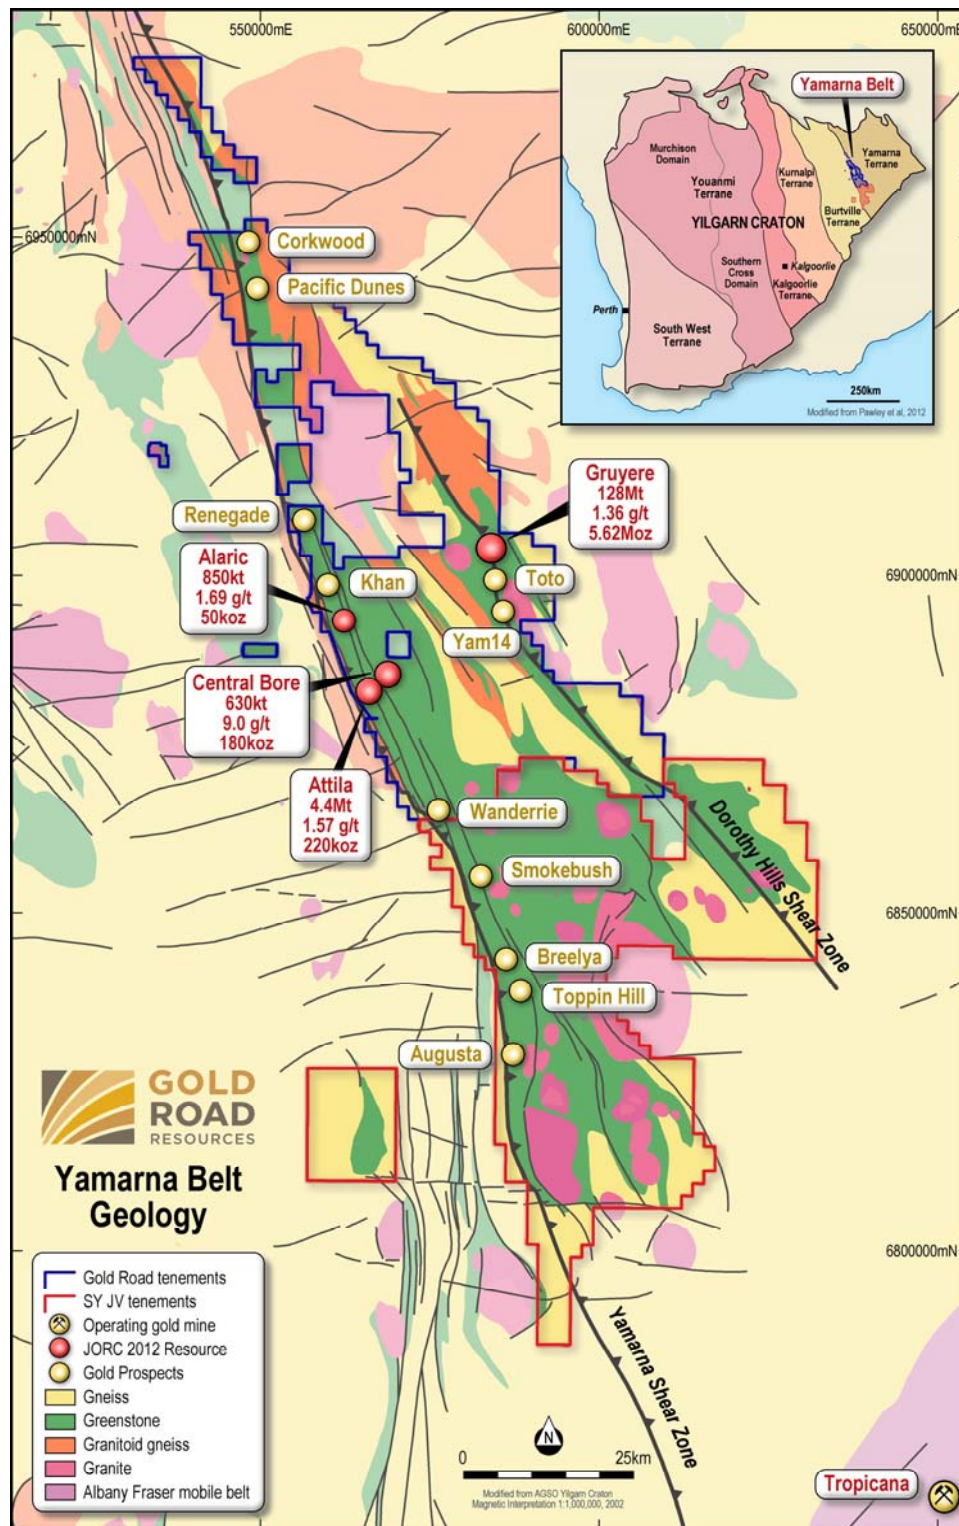 550000mE
600000mE
650000mE
Yamarna Belt
Murchison
Domain
Youanmi
Terrane
Kurnalpi
Terrane
Yamarna
Terrane
Burtville
Terrane
YILGARN CRATON
Southern
Cross
Domain
Kalgoorlie
Kalgoorlie
Terrane
Perth
South West
Terrane
250km
Modified from Pawley et al, 2012
6950000mN
Corkwood
Pacific Dunes
Gruyere
128Mt
1.36 g/t
5.62Moz
Renegade
Alaric
850kt
1.69 g/t
50koz
Khan
Toto
6900000mN
Yam14
Central Bore
630kt
9.0 g/t
180koz
Attila
4.4Mt
1.57 g/t
220koz
Wanderrie
Dorothy Hills Shear Zone
Smokebush
6850000mN
Breelya
Toppin Hill
Augusta
GOLD
ROAD
RESOURCES
Yamarna Belt
Geology
6800000mN
Gold Road tenements
SY JV tenements
Operating gold mine
JORC 2012 Resource
Gold Prospects
Gneiss
Greenstone
Granitoid gneiss
Granite
Albany Fraser mobile belt
Yamarna Shear Zone
N
0
25km
Modified from AGSO Yilgarn Craton
Magnetic Interpretation 1:1,000,000, 2002
Tropicana